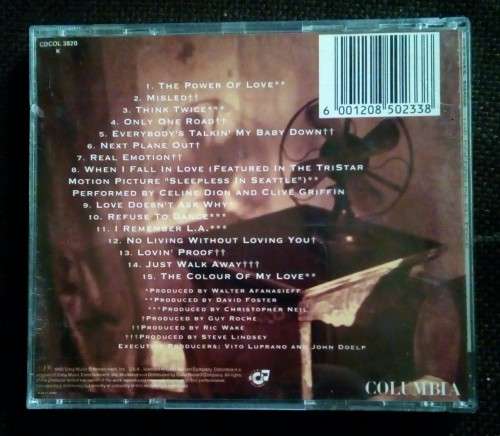 CDCOL 3820
K
6 001208 502338
1. The Power Of Love**
2. Misled††
3. Think Twice***
4. Only One Road††
5. Everybody's Talkin' My Baby Down††
6. Next Plane Out†
7. Real Emotion††
8. When I Fall In Love (Featured In The TriStar
Motion Picture "Sleepless In Seattle")**
Performed by Celine Dion and Clive Griffin
9. Love Doesn't Ask Why*
10. Refuse To Dance***
11. I Remember L.A.***
12. No Living Without Loving You†
13. Lovin' Proof††
14. Just Walk Away†††
15. The Colour Of My Love**
*Produced by Walter Afanasieff
**Produced by David Foster
***Produced by Christopher Neil
†Produced by Guy Roche
††Produced by Ric Wake
†††Produced by Steve Lindsey
Executive Producers: Vito Luprano and John Doelp
COLUMBIA